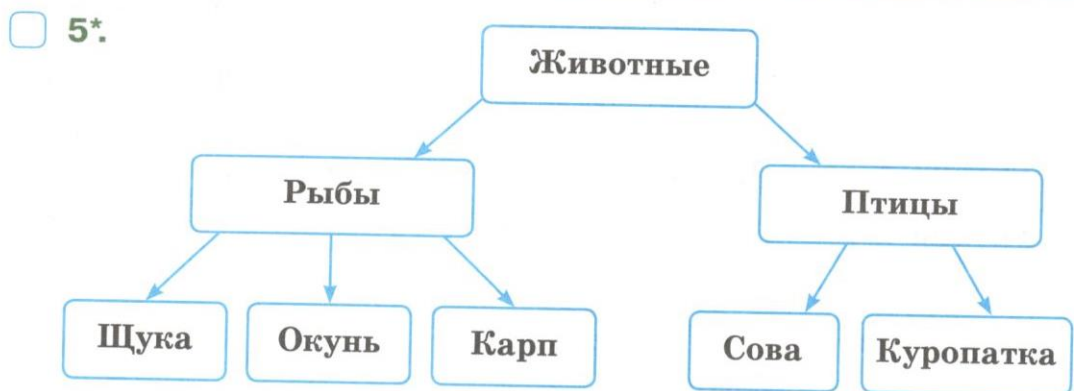 5*.
Животные
Рыбы
Птицы
Щука
Окунь
Карп
Сова
Куропатка